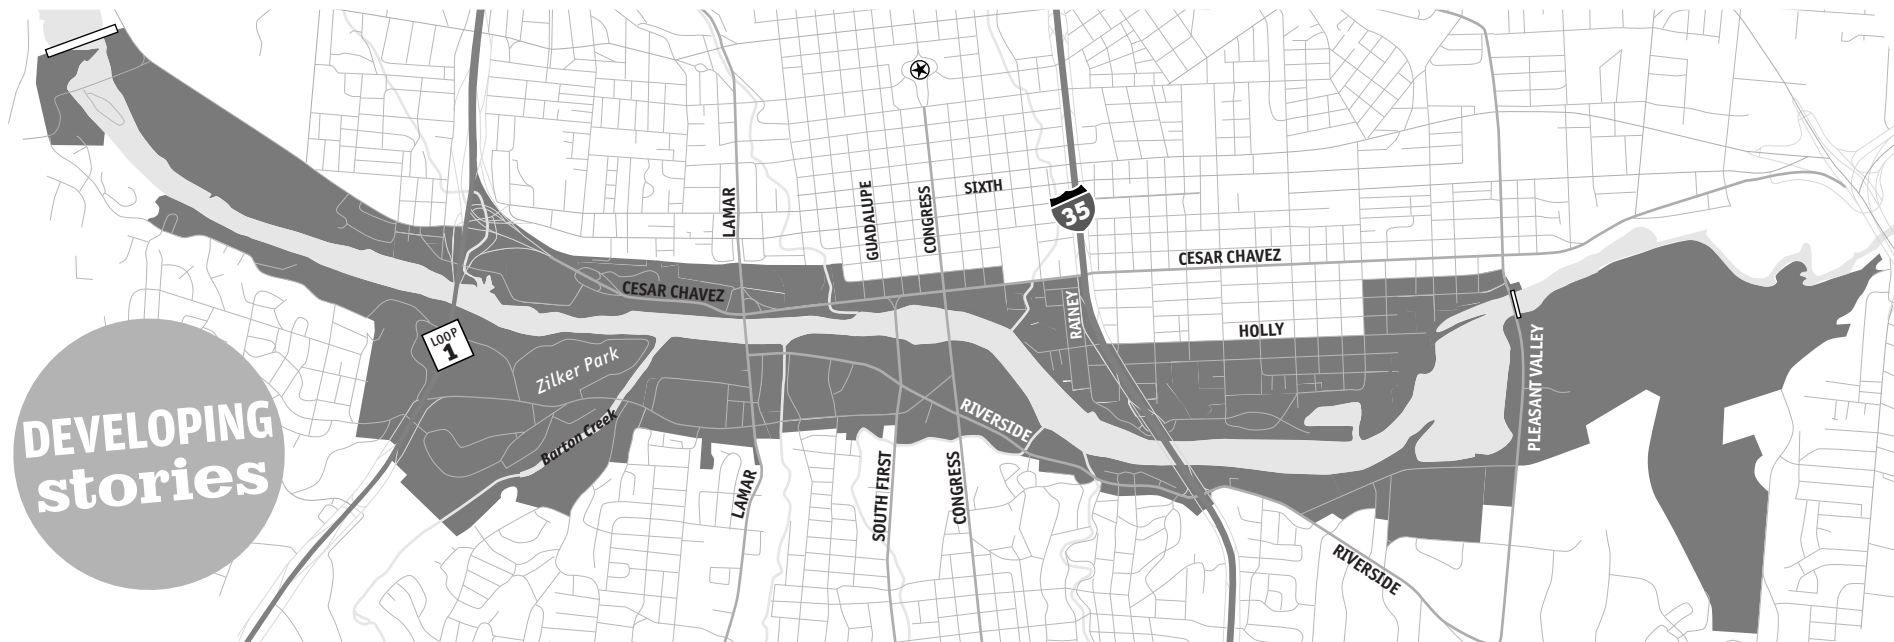 LAMAR
GUADALUPE
CONGRESS
SIXTH
35
CESAR CHAVEZ
CESAR CHAVEZ
RAINEY
HOLLY
LOOP
1
Zilker Park
Barton Creek
RIVERSIDE
PLEASANT VALLEY
DEVELOPING
stories
LAMAR
SOUTH FIRST
CONGRESS
RIVERSIDE